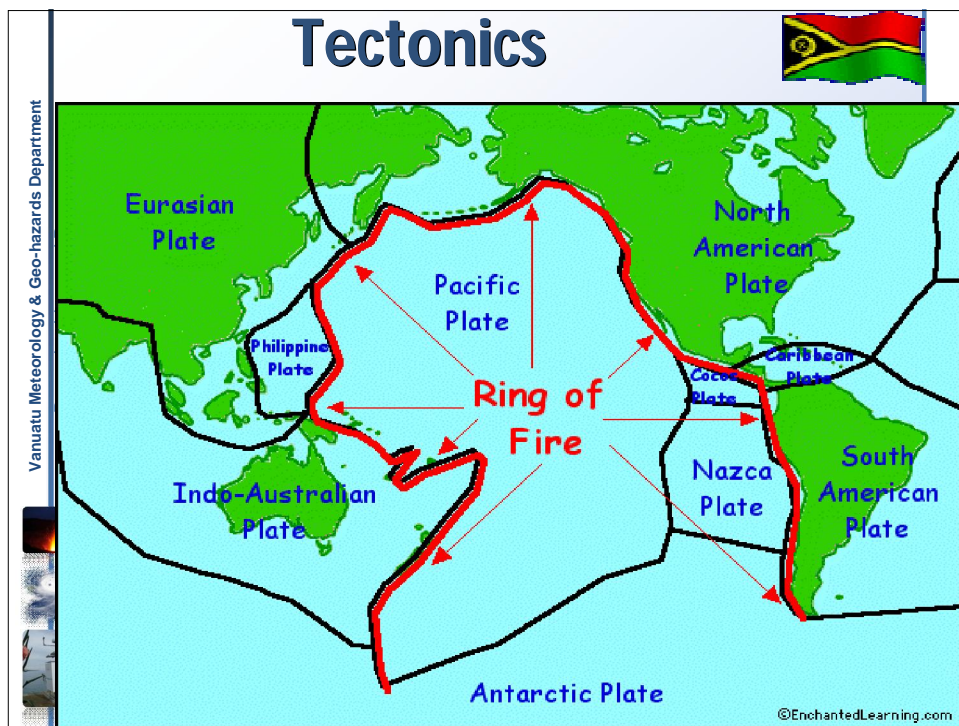 Tectonics
Vanuatu Meteorology & Geo-hazards Department
Eurasian
Plate
North
American
Plate
Pacific
Plate
Philippine
Plate
Caribbean
Plate
Cocos
Plate
Ring of
Fire
Indo-Australian
Plate
Nazca
Plate
South
American
Plate
Antarctic Plate
©EnchantedLearning.com